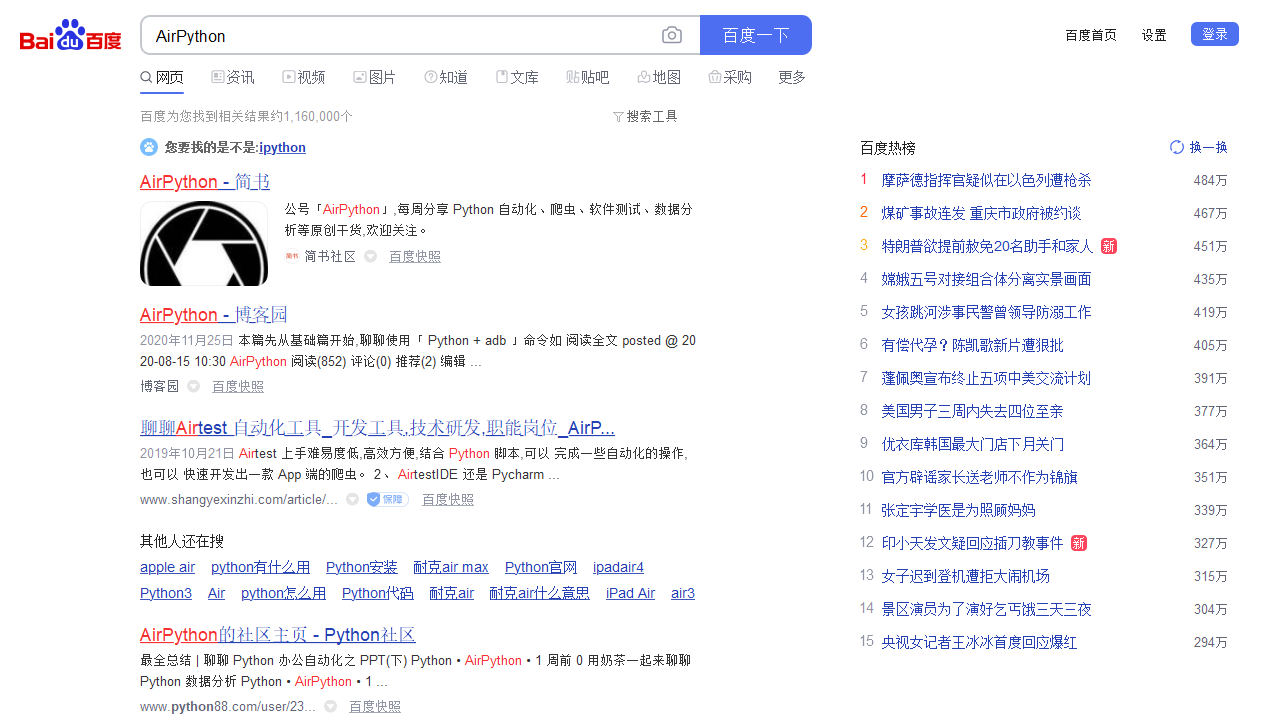 Bai du 百度
AirPython
百度一下
百度首页 设置 登录
网页 资讯 视频 图片 知道 文库 贴吧 地图 采购 更多
百度为您找到相关结果约1,160,000个 搜索工具
您要找的是不是:ipython
AirPython - 简书
公号「AirPython」,每周分享 Python 自动化、爬虫、软件测试、数据分
析等原创干货,欢迎关注。
简书 简书社区 百度快照
AirPython - 博客园
2020年11月25日 本篇先从基础篇开始,聊聊使用「 Python + adb 」命令如 阅读全文 posted @ 20
20-08-15 10:30 AirPython 阅读(852) 评论(0) 推荐(2) 编辑 ...
博客园 百度快照
聊聊Airtest 自动化工具_开发工具,技术研发,职能岗位_AirP...
2019年10月21日 Airtest 上手难易度低,高效方便,结合 Python 脚本,可以 完成一些自动化的操作,
也可以 快速开发出一款 App 端的爬虫。 2、 AirtestIDE 还是 Pycharm ...
www.shangyexinzhi.com/article/... 保障 百度快照
其他人还在搜
apple air python有什么用 Python安装 耐克air max Python官网 ipadair4
Python3 Air python怎么用 Python代码 耐克air 耐克air什么意思 iPad Air air3
AirPython的社区主页 - Python社区
最全总结 | 聊聊 Python 办公自动化之 PPT(下) Python • AirPython • 1 周前 0 用奶茶一起来聊聊
Python 数据分析 Python • AirPython • 1 ...
www.python88.com/user/23... 百度快照
百度热榜 换一换
1 摩萨德指挥官疑似在以色列遭枪杀 484万
2 煤矿事故连发 重庆市政府被约谈 467万
3 特朗普欲提前赦免20名助手和家人 新 451万
4 嫦娥五号对接组合体分离实景画面 435万
5 女孩跳河涉事民警曾领导防溺工作 419万
6 有偿代孕？陈凯歌新片遭狠批 405万
7 蓬佩奥宣布终止五项中美交流计划 391万
8 美国男子三周内失去四位至亲 377万
9 优衣库韩国最大门店下月关门 364万
10 官方辟谣家长送老师不作为锦旗 351万
11 张定宇学医是为照顾妈妈 339万
12 印小天发文疑回应插刀教事件 新 327万
13 女子迟到登机遭拒大闹机场 315万
14 景区演员为了演好乞丐饿三天三夜 304万
15 央视女记者王冰冰首度回应爆红 294万